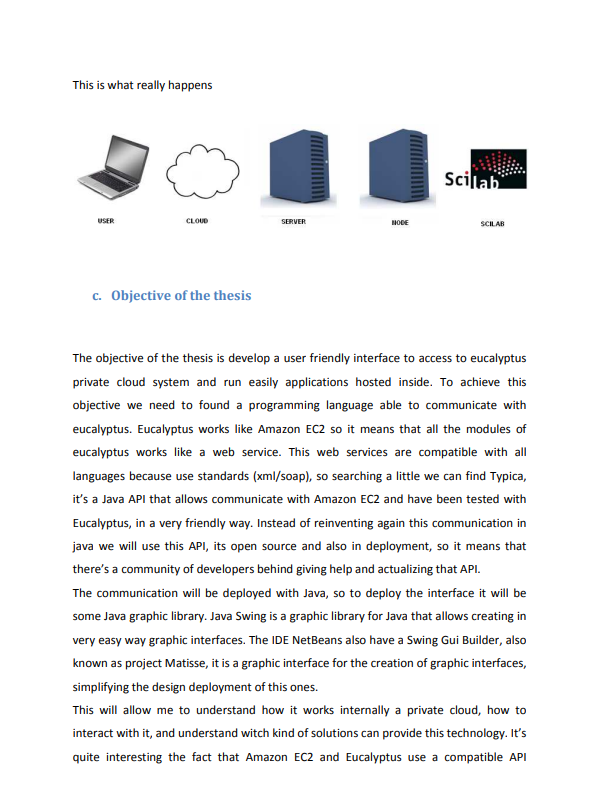 This is what really happens
Scilab
USER
CLOUD
SERVER
NODE
SCILAB
c. Objective of the thesis
The objective of the thesis is develop a user friendly interface to access to eucalyptus
private cloud system and run easily applications hosted inside. To achieve this
objective we need to found a programming language able to communicate with
eucalyptus. Eucalyptus works like Amazon EC2 so it means that all the modules of
eucalyptus works like a web service. This web services are compatible with all
languages because use standards (xml/soap), so searching a little we can find Typica,
it’s a Java API that allows communicate with Amazon EC2 and have been tested with
Eucalyptus, in a very friendly way. Instead of reinventing again this communication in
java we will use this API, its open source and also in deployment, so it means that
there’s a community of developers behind giving help and actualizing that API.
The communication will be deployed with Java, so to deploy the interface it will be
some Java graphic library. Java Swing is a graphic library for Java that allows creating in
very easy way graphic interfaces. The IDE NetBeans also have a Swing Gui Builder, also
known as project Matisse, it is a graphic interface for the creation of graphic interfaces,
simplifying the design deployment of this ones.
This will allow me to understand how it works internally a private cloud, how to
interact with it, and understand witch kind of solutions can provide this technology. It’s
quite interesting the fact that Amazon EC2 and Eucalyptus use a compatible API